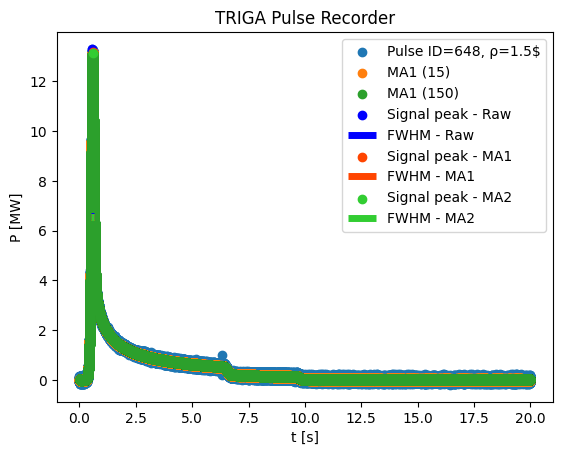 TRIGA Pulse Recorder
Pulse ID=648, ρ=1.5$
MA1 (15)
MA1 (150)
Signal peak - Raw
FWHM - Raw
Signal peak - MA1
FWHM - MA1
Signal peak - MA2
FWHM - MA2
P [MW]
12
10
8
6
4
2
0
0.0 2.5 5.0 7.5 10.0 12.5 15.0 17.5 20.0
t [s]